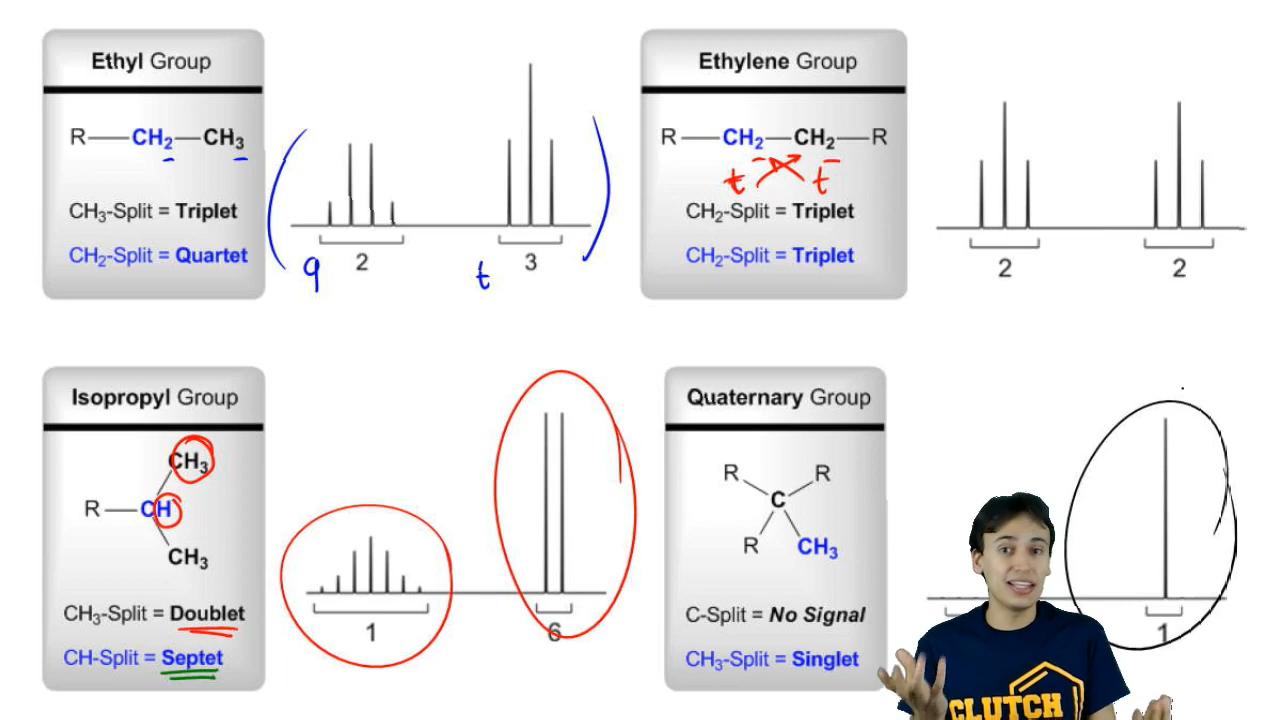 Ethyl Group
R—CH₂—CH₃
CH₃-Split = Triplet
CH₂-Split = Quartet
q 2 t 3
Ethylene Group
R—CH₂—CH₂—R
t t
CH₂-Split = Triplet
CH₂-Split = Triplet
2 2
Isopropyl Group
CH₃
R—CH
CH₃
CH₃-Split = Doublet
CH-Split = Septet
1 6
Quaternary Group
R R
C
R CH₃
C-Split = No Signal
CH₃-Split = Singlet
1
CLUTCH